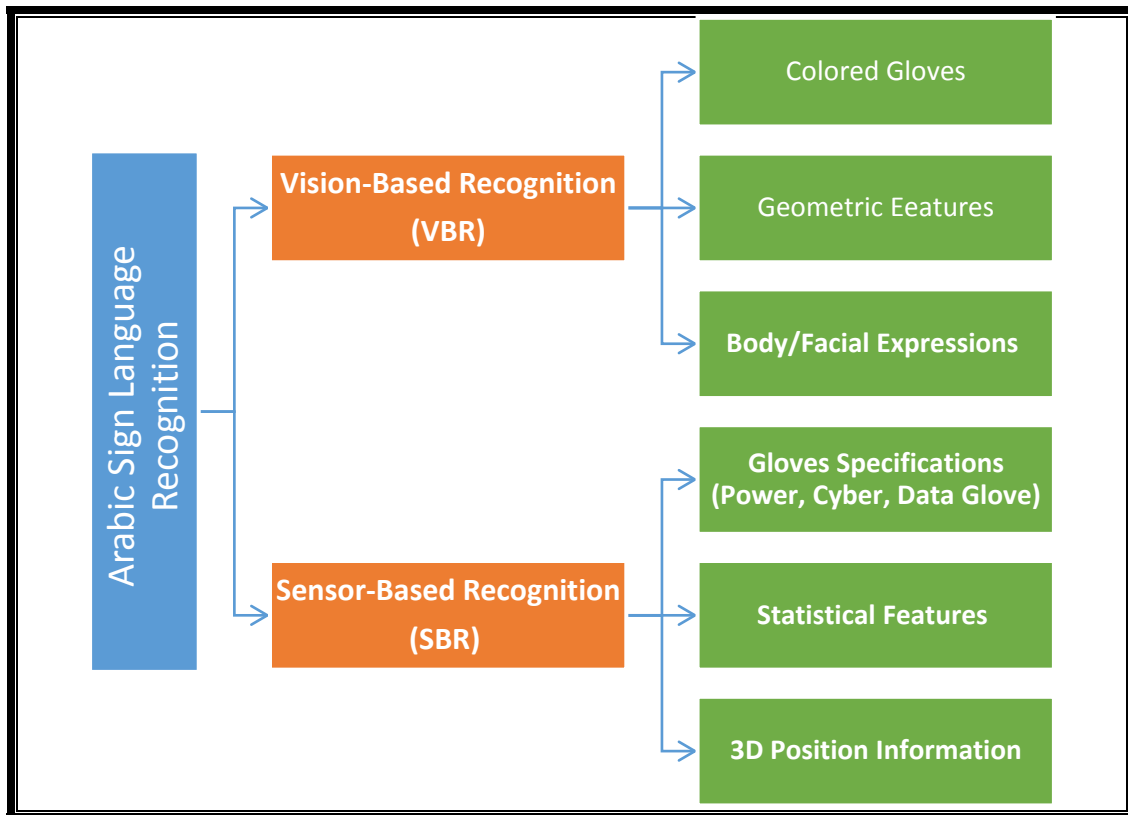 Arabic Sign Language
Recognition
Vision-Based Recognition
(VBR)
Colored Gloves
Geometric Eeatures
Body/Facial Expressions
Sensor-Based Recognition
(SBR)
Gloves Specifications
(Power, Cyber, Data Glove)
Statistical Features
3D Position Information